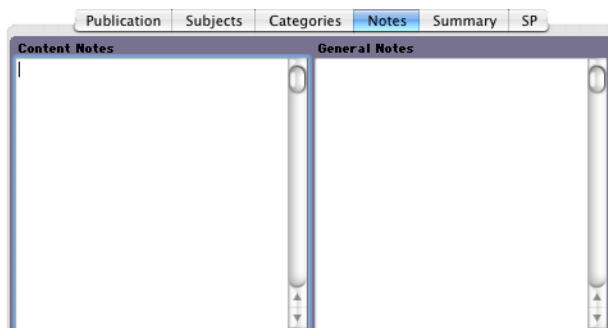 Publication Subjects Categories Notes Summary SP
Content Notes General Notes